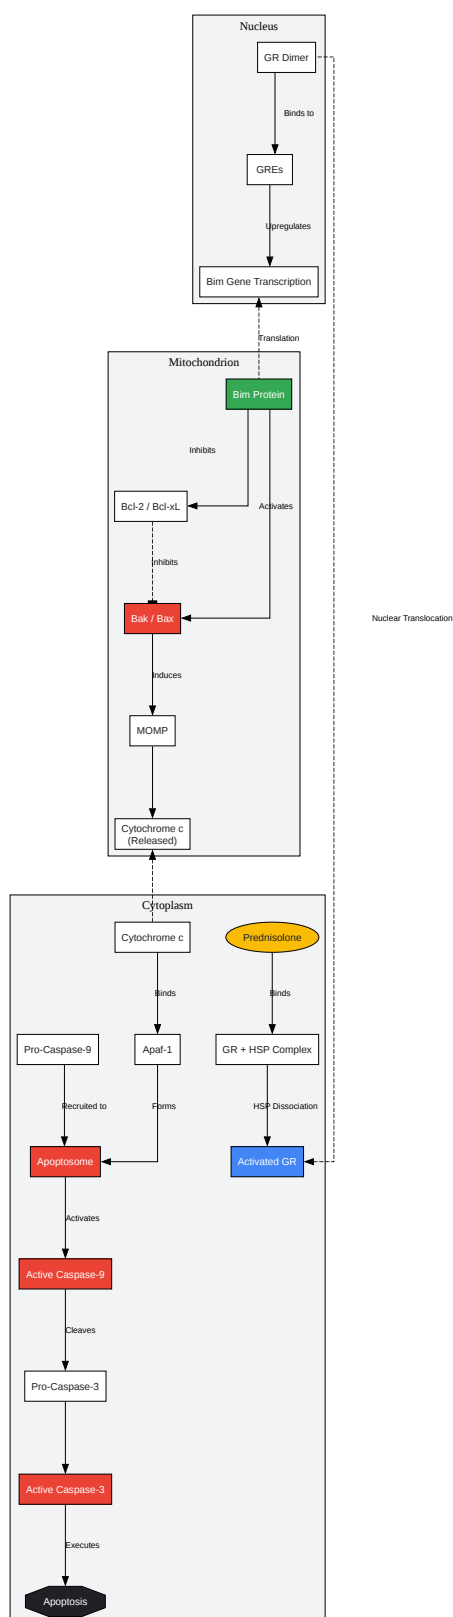 Nucleus
GR Dimer
Binds to
GREs
Upregulates
Bim Gene Transcription
Translation
Mitochondrion
Bim Protein
Inhibits
Bcl-2 / Bcl-xL
Activates
Inhibits
Bak / Bax
Nuclear Translocation
Induces
MOMP
Cytochrome c
(Released)
Cytoplasm
Cytochrome c
Prednisolone
Binds
Binds
Pro-Caspase-9
Apaf-1
GR + HSP Complex
Recruited to
Forms
HSP Dissociation
Apoptosome
Activated GR
Activates
Active Caspase-9
Cleaves
Pro-Caspase-3
Active Caspase-3
Executes
Apoptosis